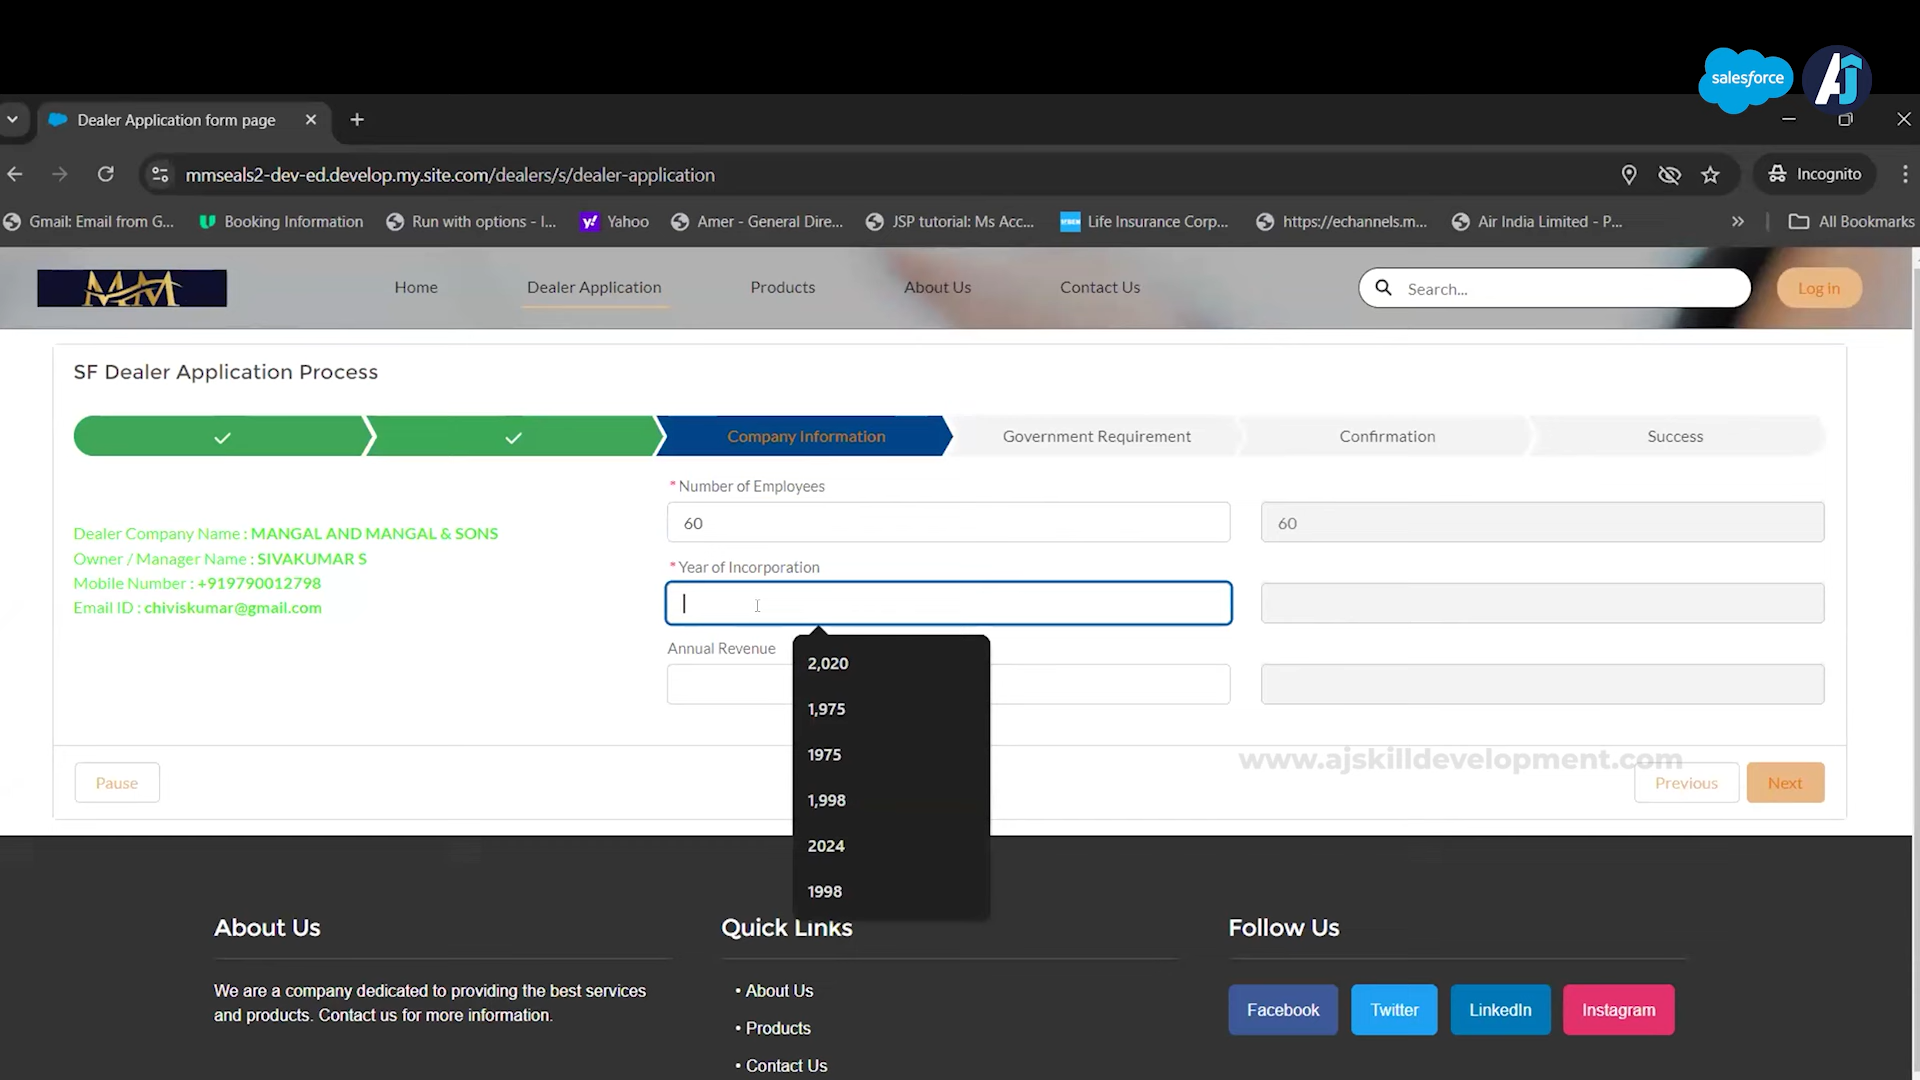 salesforce
AJ
Dealer Application form page
mmseals2-dev-ed.develop.my.site.com/dealers/s/dealer-application
Incognito
Gmail: Email from G...
Booking Information
Run with options - I...
Yahoo
Amer - General Dire...
JSP tutorial: Ms Acc...
Life Insurance Corp...
https://echannels.m...
Air India Limited - P...
All Bookmarks
MM
Home
Dealer Application
Products
About Us
Contact Us
Search...
Log in
SF Dealer Application Process
Company Information
Government Requirement
Confirmation
Success
Dealer Company Name : MANGAL AND MANGAL & SONS
Owner / Manager Name : SIVAKUMAR S
Mobile Number : +919790012798
Email ID : chiviskumar@gmail.com
*Number of Employees
60
60
*Year of Incorporation
Annual Revenue
2,020
1,975
1975
1,998
2024
1998
www.ajskilldevelopment.com
Pause
Previous
Next
About Us
We are a company dedicated to providing the best services
and products. Contact us for more information.
Quick Links
• About Us
• Products
• Contact Us
Follow Us
Facebook
Twitter
LinkedIn
Instagram